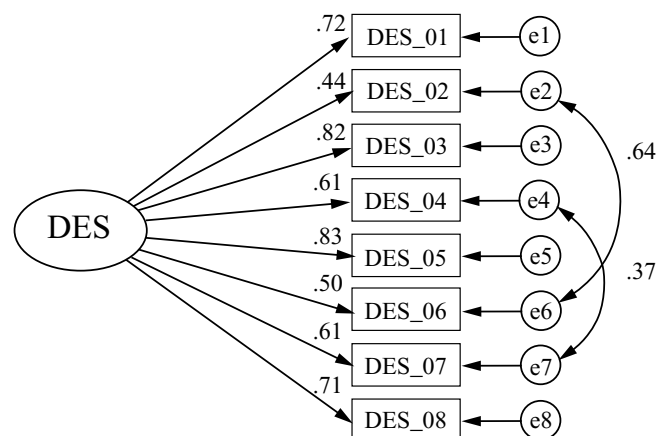 .72 DES_01 e1
.44 DES_02 e2
.82 DES_03 e3
.64
.61 DES_04 e4
DES
.83 DES_05 e5
.37
.50 DES_06 e6
.61 DES_07 e7
.71 DES_08 e8